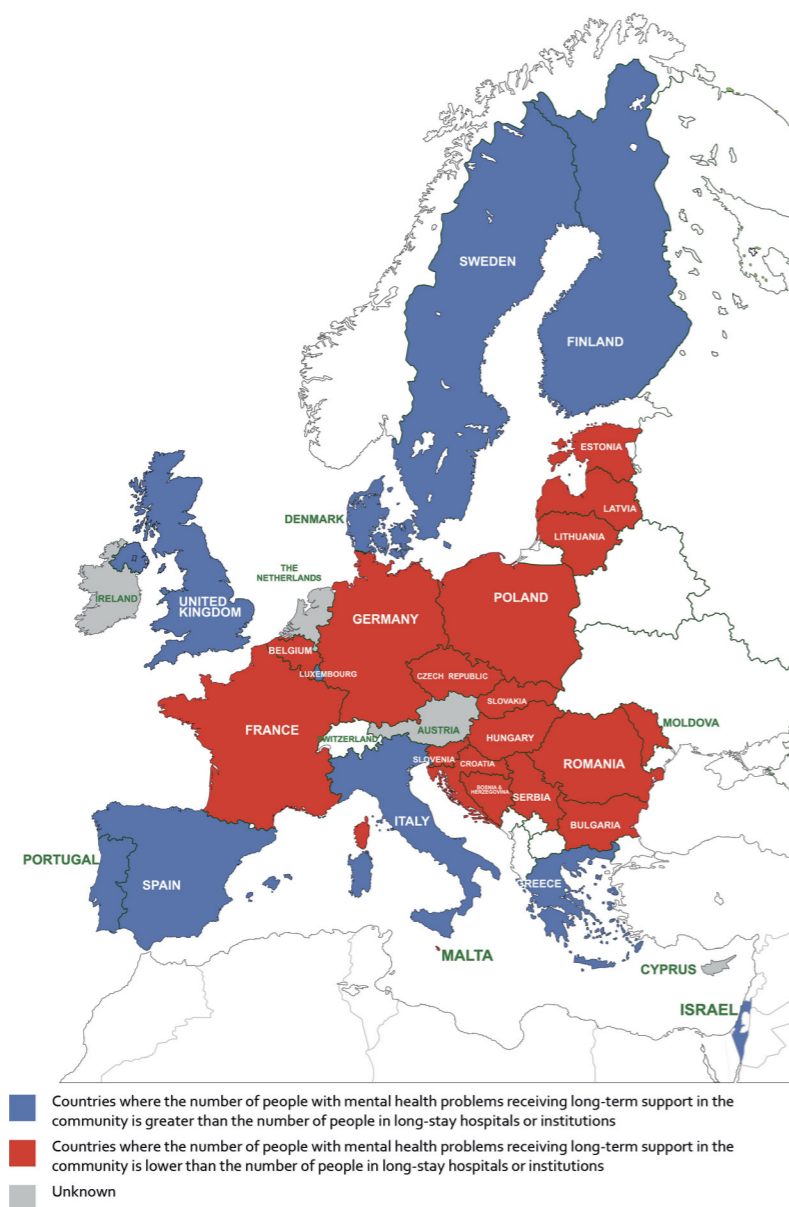 SWEDEN
FINLAND
ESTONIA
LATVIA
DENMARK
LITHUANIA
THE
NETHERLANDS
IRELAND
UNITED
KINGDOM
POLAND
GERMANY
BELGIUM
LUXEMBOURG
CZECH REPUBLIC
SLOVAKIA
FRANCE
AUSTRIA
MOLDOVA
SWITZERLAND
HUNGARY
SLOVENIA
CROATIA
ROMANIA
BOSNIA &
HERZEGOVINA
SERBIA
ITALY
BULGARIA
PORTUGAL
SPAIN
GREECE
MALTA
CYPRUS
ISRAEL
Countries where the number of people with mental health problems receiving long-term support in the
community is greater than the number of people in long-stay hospitals or institutions
Countries where the number of people with mental health problems receiving long-term support in the
community is lower than the number of people in long-stay hospitals or institutions
Unknown